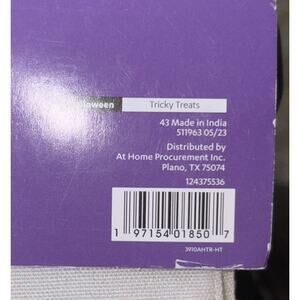 Tricky Treats
43 Made in India
511963 05/23
Distributed by
At Home Procurement Inc.
Plano, TX 75074
124375536
1 97154 01850 7
3910AHTR-HT